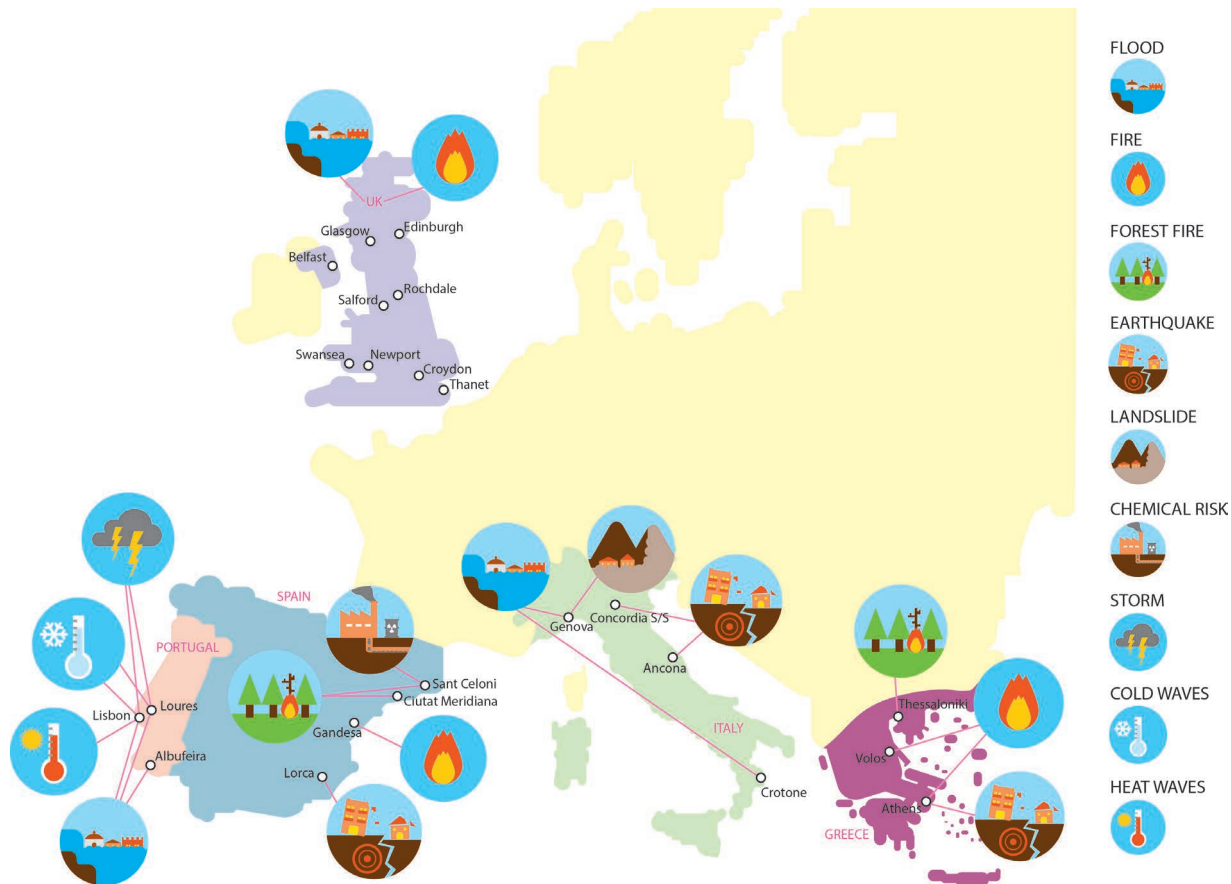 FLOOD
FIRE
FOREST FIRE
EARTHQUAKE
LANDSLIDE
CHEMICAL RISK
STORM
COLD WAVES
HEAT WAVES
UK
Glasgow
Edinburgh
Belfast
Rochdale
Salford
Swansea
Newport
Croydon
Thanet
SPAIN
PORTUGAL
Lisbon
Loures
Albufeira
Sant Celoni
Ciutat Meridiana
Gandesa
Lorca
Genova
Concordia S/S
Ancona
ITALY
Crotone
Thessaloniki
Volos
Athens
GREECE